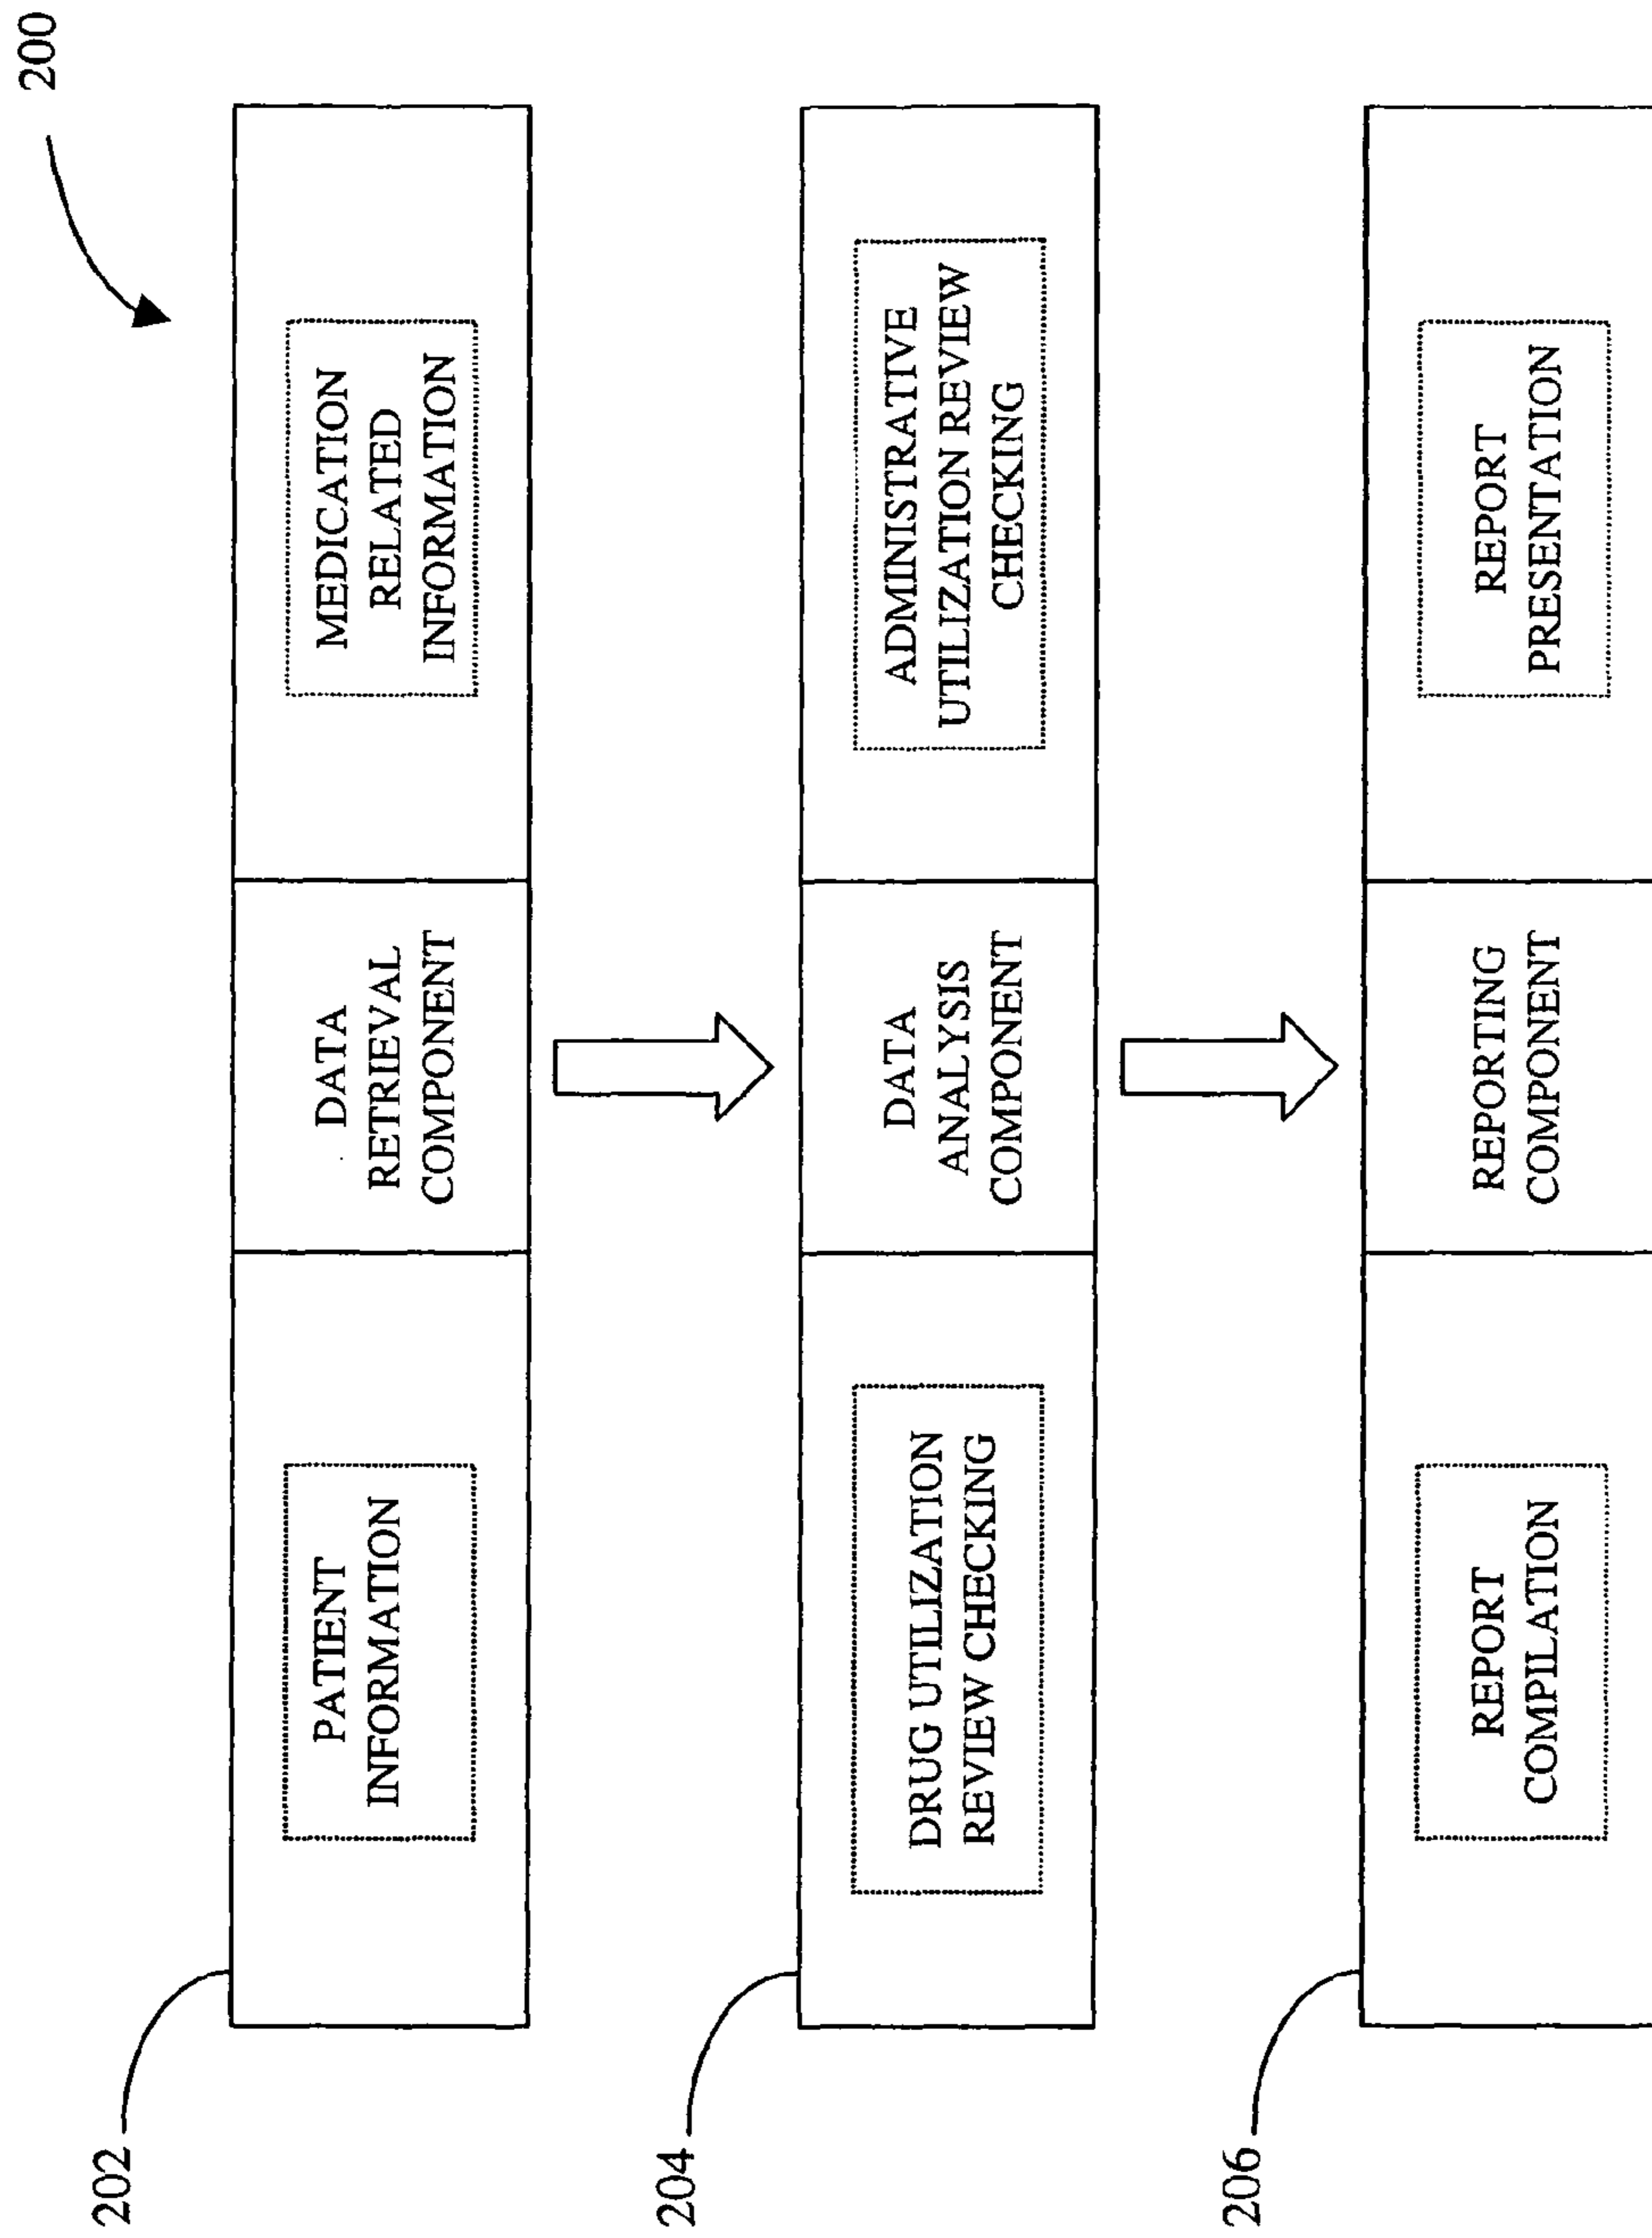 200
202
PATIENT
INFORMATION
DATA
RETRIEVAL
COMPONENT
MEDICATION
RELATED
INFORMATION
204
DRUG UTILIZATION
REVIEW CHECKING
DATA
ANALYSIS
COMPONENT
ADMINISTRATIVE
UTILIZATION REVIEW
CHECKING
206
REPORT
COMPILATION
REPORTING
COMPONENT
REPORT
PRESENTATION